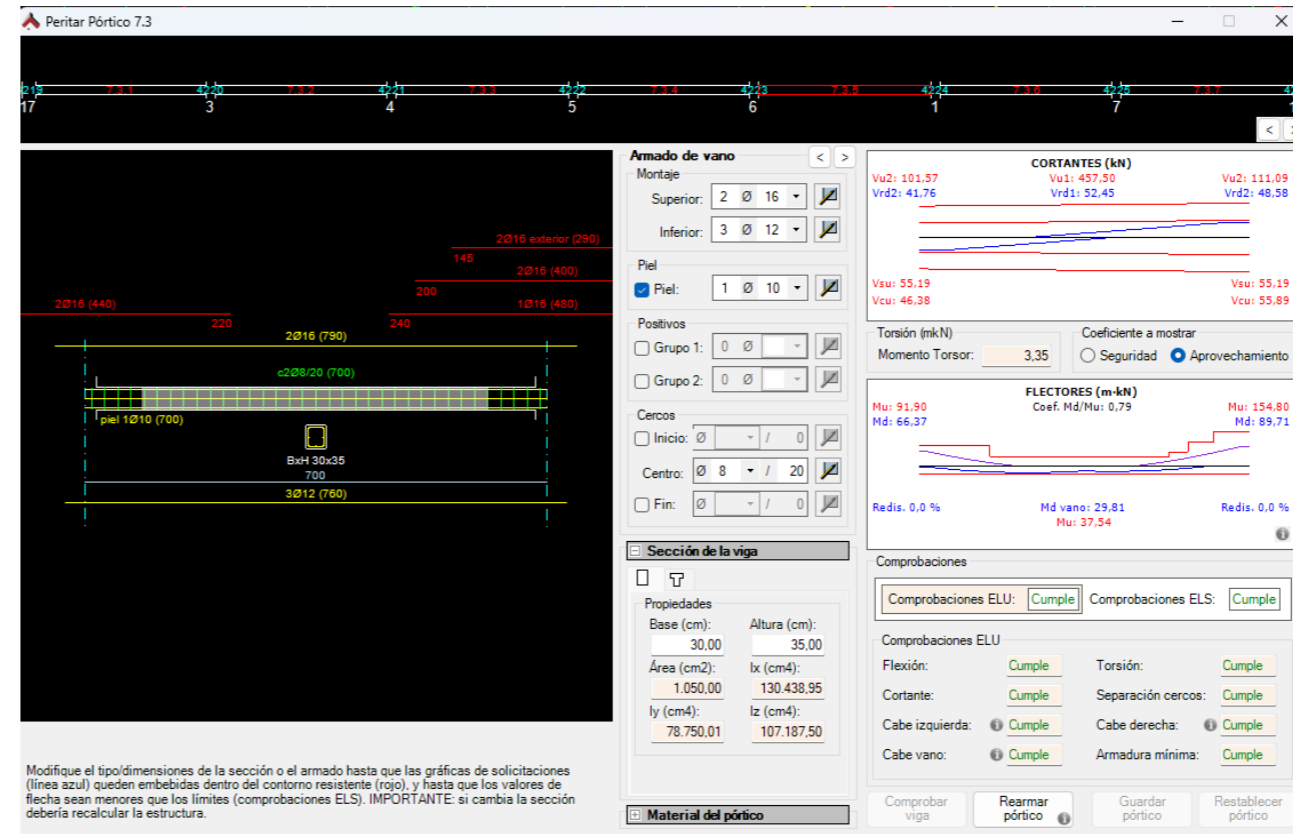 Peritar Pórtico 7.3
219 7.3.1 4220 7.3.2 4221 7.3.3 4222 7.3.4 4223 7.3.5 4224 7.3.6 4225 7.3.7
17 3 4 5 6 1 7
< >
2Ø16 exterior (290)
145
2Ø16 (400)
200
2Ø16 (440) 1Ø16 (480)
220 240
2Ø16 (790)
c2Ø8/20 (700)
piel 1Ø10 (700)
BxH 30x35
700
3Ø12 (760)
Modifique el tipo/dimensiones de la sección o el armado hasta que las gráficas de solicitaciones
(línea azul) queden embebidas dentro del contorno resistente (rojo), y hasta que los valores de
flecha sean menores que los límites (comprobaciones ELS). IMPORTANTE: si cambia la sección
debería recalcular la estructura.
Armado de vano < >
Montaje
Superior: 2 Ø 16
Inferior: 3 Ø 12
Piel
Piel: 1 Ø 10
Positivos
Grupo 1: 0 Ø
Grupo 2: 0 Ø
Cercos
Inicio: Ø / 0
Centro: Ø 8 / 20
Fin: Ø / 0
Sección de la viga
Propiedades
Base (cm): Altura (cm):
30,00 35,00
Área (cm2): Ix (cm4):
1.050,00 130.438,95
Iy (cm4): Iz (cm4):
78.750,01 107.187,50
Material del pórtico
CORTANTES (kN)
Vu2: 101,57 Vu1: 457,50 Vu2: 111,09
Vrd2: 41,76 Vrd1: 52,45 Vrd2: 48,58
Vsu: 55,19 Vsu: 55,19
Vcu: 46,38 Vcu: 55,89
Torsión (mkN) Coeficiente a mostrar
Momento Torsor: 3,35 Seguridad Aprovechamiento
FLECTORES (m·kN)
Mu: 91,90 Coef. Md/Mu: 0,79 Mu: 154,80
Md: 66,37 Md: 89,71
Redis. 0,0 % Md vano: 29,81 Redis. 0,0 %
Mu: 37,54
Comprobaciones
Comprobaciones ELU: Cumple Comprobaciones ELS: Cumple
Comprobaciones ELU
Flexión: Cumple Torsión: Cumple
Cortante: Cumple Separación cercos: Cumple
Cabe izquierda: Cumple Cabe derecha: Cumple
Cabe vano: Cumple Armadura mínima: Cumple
Comprobar viga
Rearmar pórtico
Guardar pórtico
Restablecer pórtico